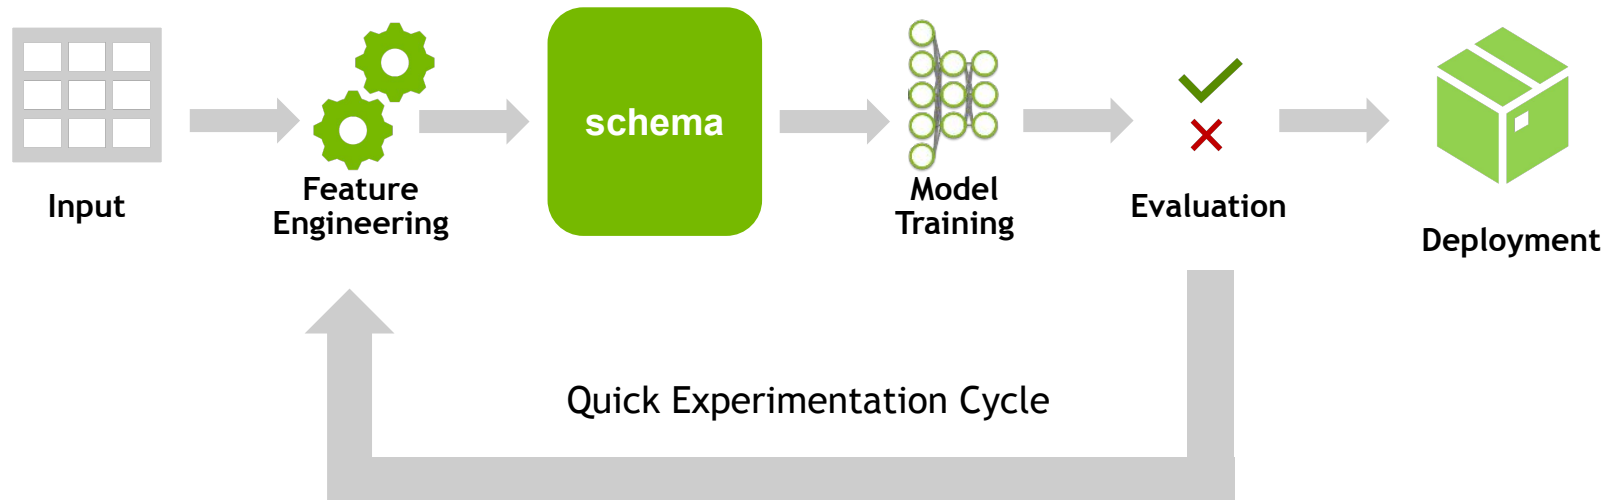 Input
Feature
Engineering
schema
Model
Training
Evaluation
Deployment
Quick Experimentation Cycle